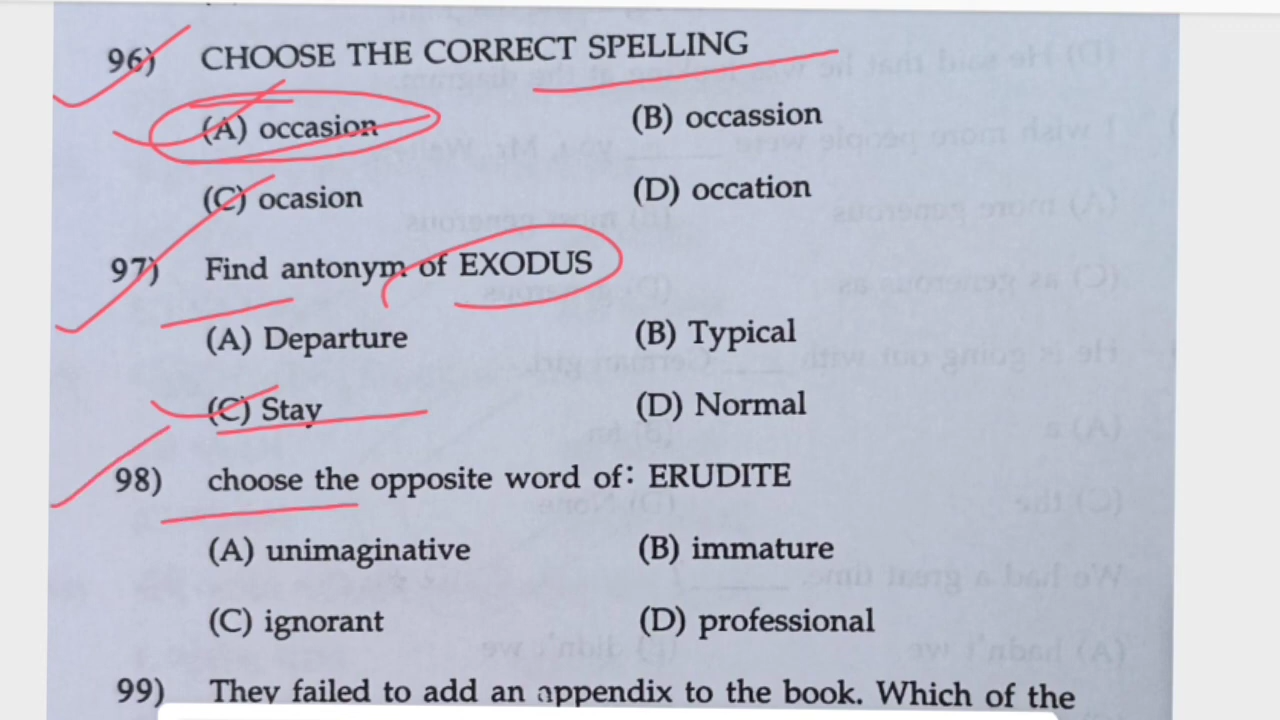 96) CHOOSE THE CORRECT SPELLING
(A) occasion (B) occassion
(C) ocasion (D) occation
97) Find antonym of EXODUS
(A) Departure (B) Typical
(C) Stay (D) Normal
98) choose the opposite word of: ERUDITE
(A) unimaginative (B) immature
(C) ignorant (D) professional
99) They failed to add an appendix to the book. Which of the